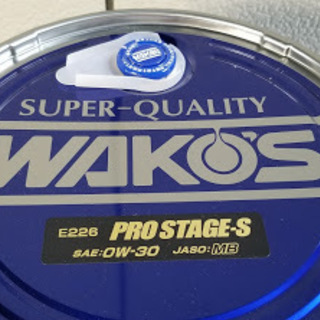 SUPER-QUALITY
WAKO'S
E226 PRO STAGE-S
SAE:0W-30 JASO:MB